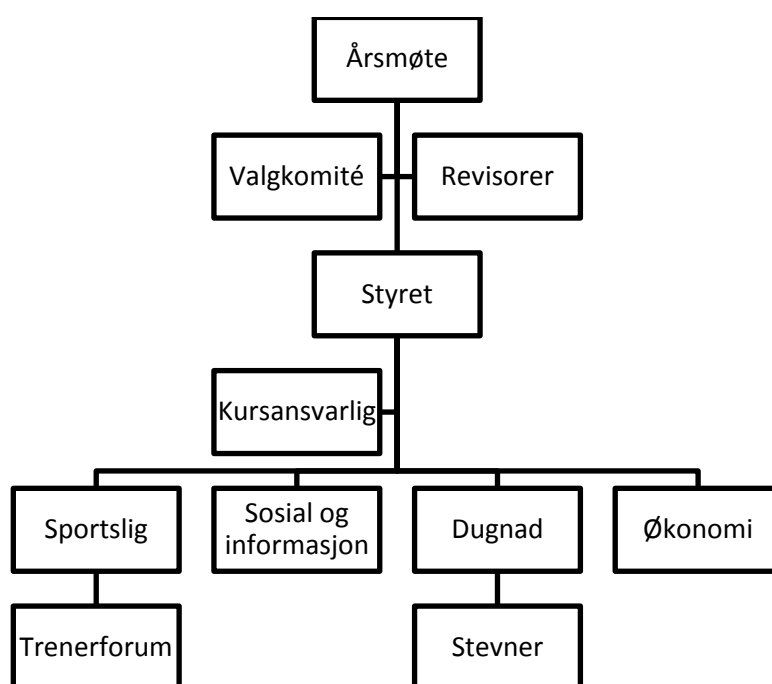 Årsmøte
Valgkomité
Revisorer
Styret
Kursansvarlig
Sportslig
Sosial og
informasjon
Dugnad
Økonomi
Trenerforum
Stevner